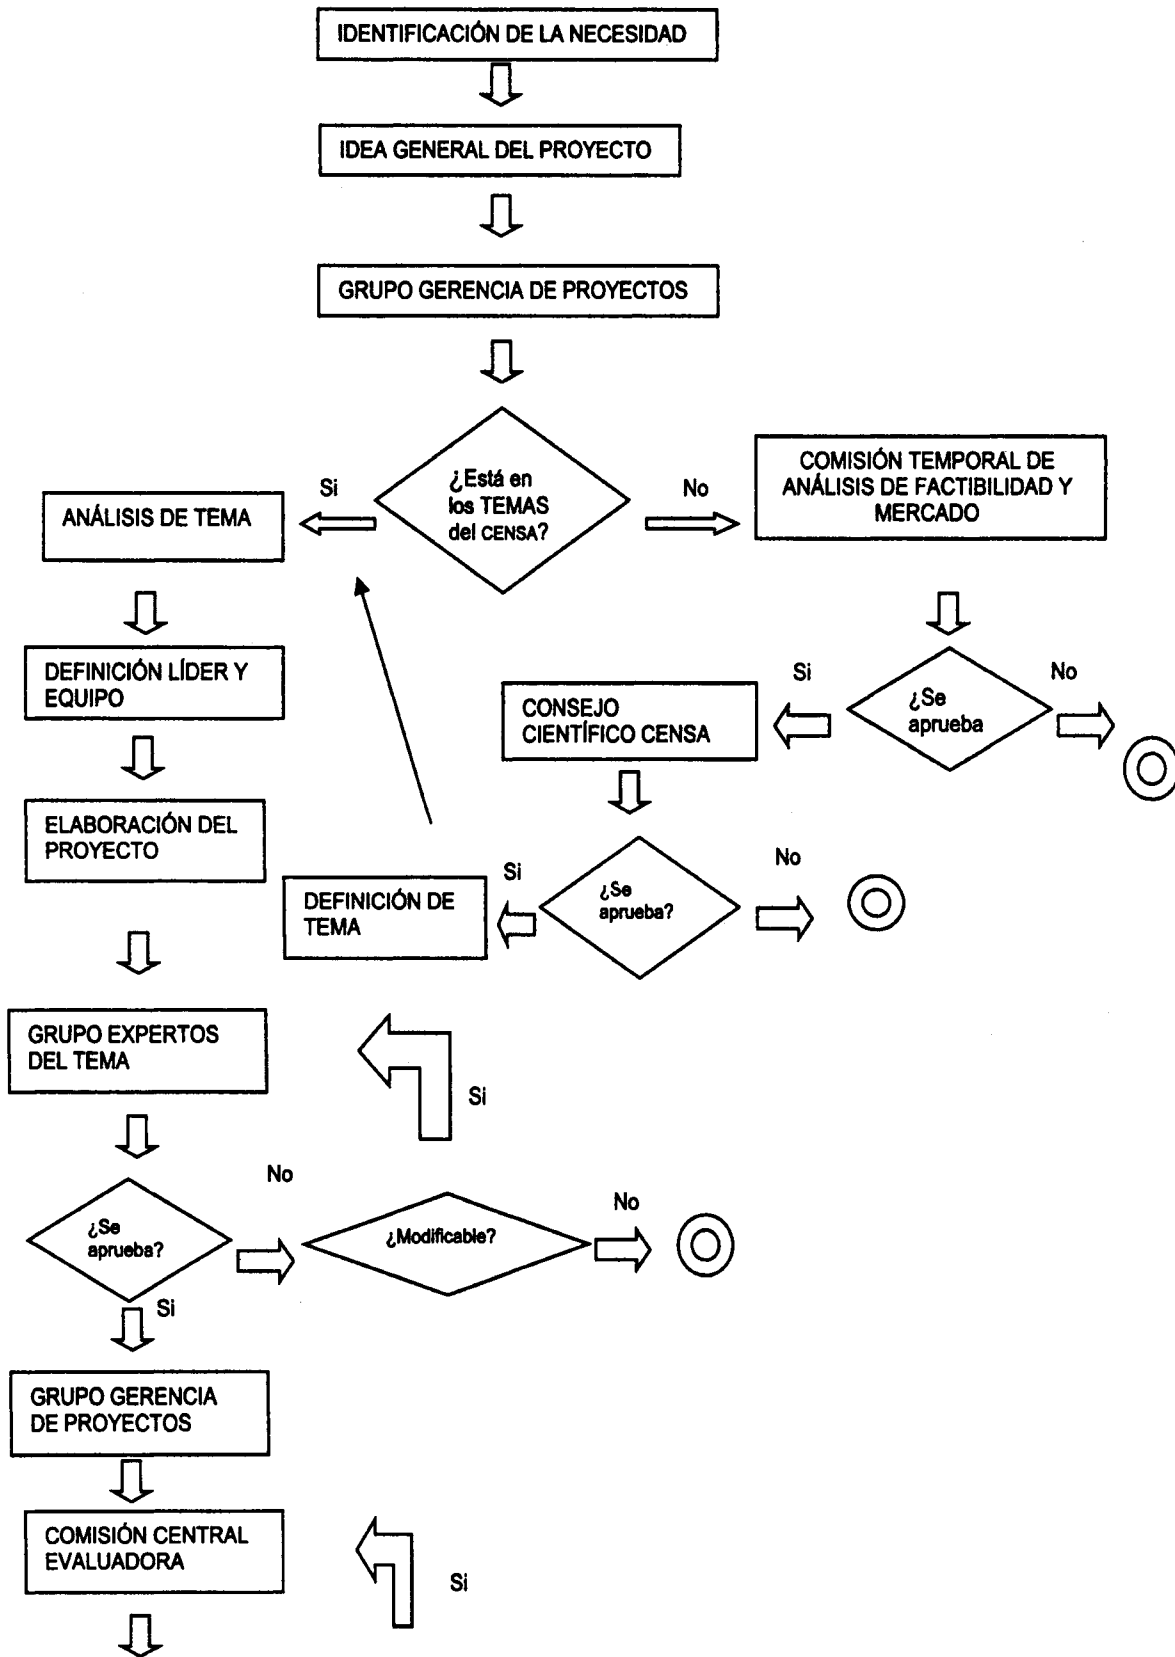 IDENTIFICACIÓN DE LA NECESIDAD
IDEA GENERAL DEL PROYECTO
GRUPO GERENCIA DE PROYECTOS
¿Está en
los TEMAS
del CENSA?
Si
No
ANÁLISIS DE TEMA
COMISIÓN TEMPORAL DE
ANÁLISIS DE FACTIBILIDAD Y
MERCADO
DEFINICIÓN LÍDER Y
EQUIPO
CONSEJO
CIENTÍFICO CENSA
Si
¿Se
aprueba
No
ELABORACIÓN DEL
PROYECTO
DEFINICIÓN DE
TEMA
Si
¿Se
aprueba?
No
GRUPO EXPERTOS
DEL TEMA
Si
¿Se
aprueba?
No
¿Modificable?
No
Si
GRUPO GERENCIA
DE PROYECTOS
COMISIÓN CENTRAL
EVALUADORA
Si